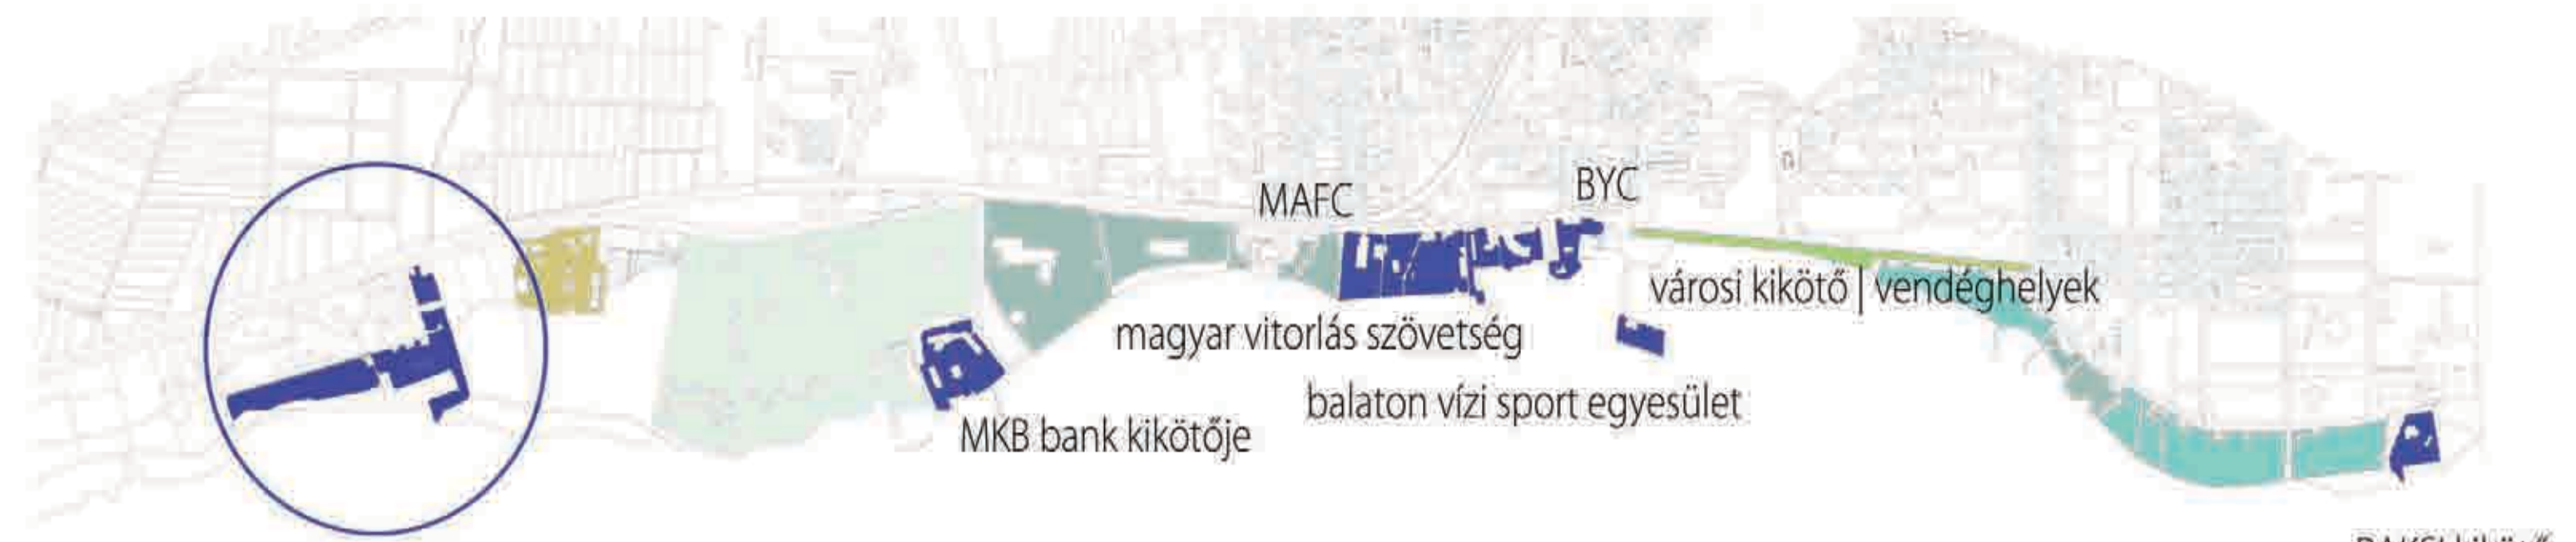 MAFC
BYC
városi kikötő | vendéghelyek
magyar vitorlás szövetség
balaton vízi sport egyesület
MKB bank kikötője